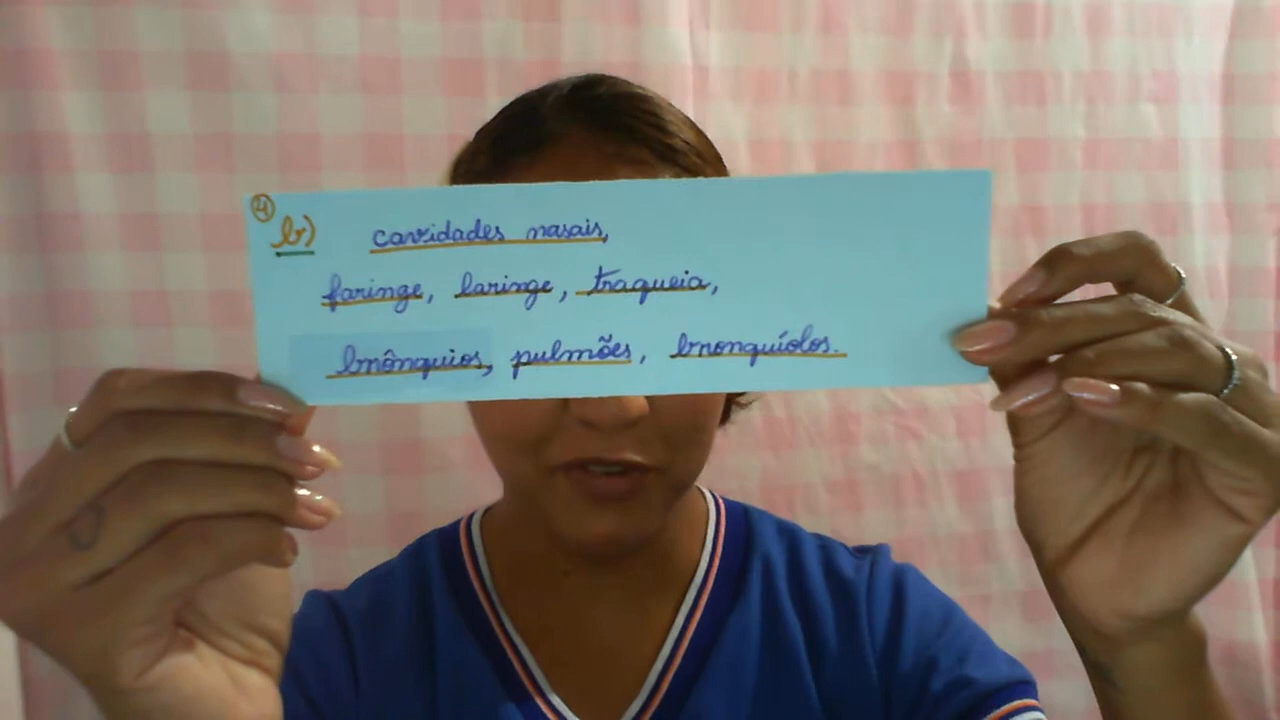 4
b) cavidades nasais,
faringe, laringe, traqueia,
brônquios, pulmões, bronquíolos.